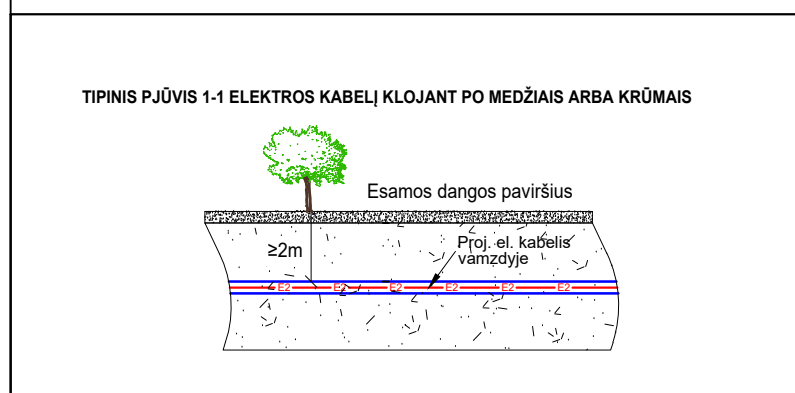 TIPINIS PJŪVIS 1-1 ELEKTROS KABELĮ KLOJANT PO MEDŽIAIS ARBA KRŪMAIS
Esamos dangos paviršius
≥2m
Proj. el. kabelis
vamzdyje
E2 E2 E2 E2 E2 E2